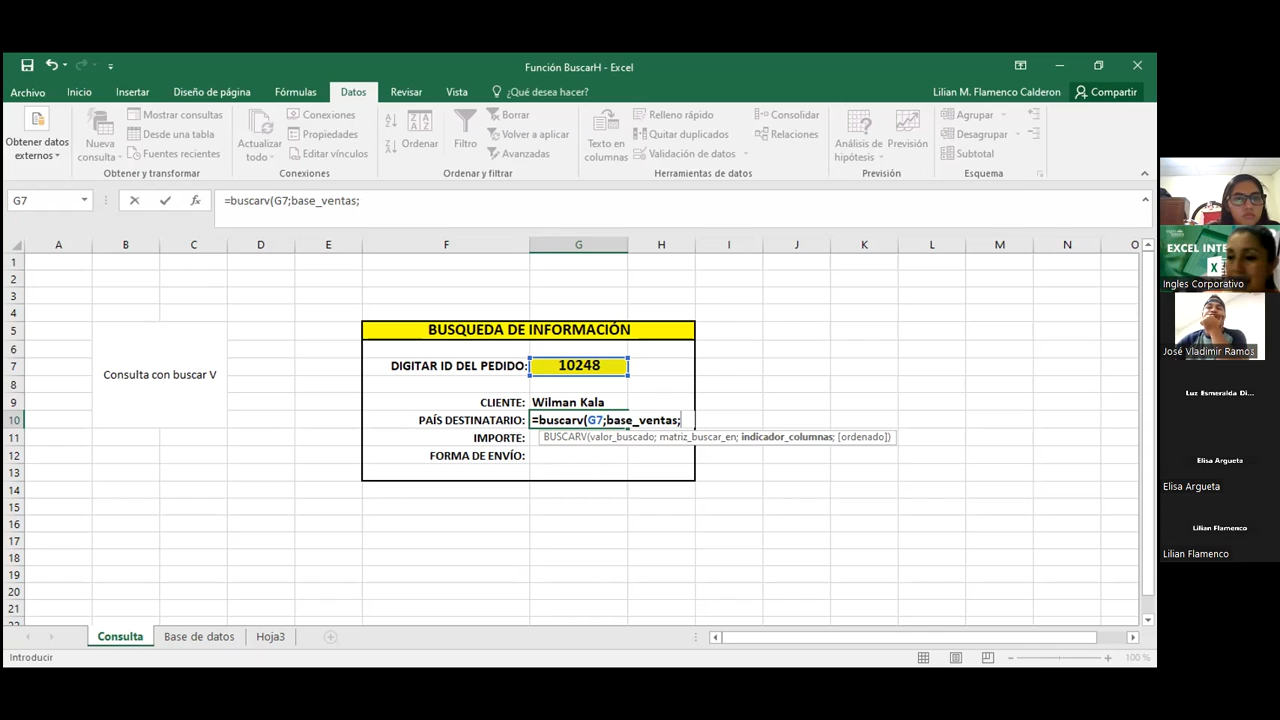 Función BuscarH - Excel
Archivo Inicio Insertar Diseño de página Fórmulas Datos Revisar Vista ¿Qué desea hacer? Lilian M. Flamenco Calderon Compartir
Obtener datos externos
Nueva consulta
Mostrar consultas
Desde una tabla
Fuentes recientes
Obtener y transformar
Actualizar todo
Conexiones
Propiedades
Editar vínculos
Conexiones
Ordenar
Filtro
Borrar
Volver a aplicar
Avanzadas
Ordenar y filtrar
Texto en columnas
Relleno rápido
Quitar duplicados
Validación de datos
Consolidar
Relaciones
Herramientas de datos
Análisis de hipótesis
Previsión
Previsión
Agrupar
Desagrupar
Subtotal
Esquema
G7 fx =buscarv(G7;base_ventas;
A B C D E F G H I J K L M N O
1
2
3
4
5 BUSQUEDA DE INFORMACIÓN
6
7 DIGITAR ID DEL PEDIDO: 10248
Consulta con buscar V
8
9 CLIENTE: Wilman Kala
10 PAÍS DESTINATARIO: =buscarv(G7;base_ventas;
11 IMPORTE: BUSCARV(valor_buscado; matriz_buscar_en; indicador_columnas; [ordenado])
12 FORMA DE ENVÍO:
13
14
15
16
17
18
19
20
21
22
Consulta Base de datos Hoja3
Introducir 100 %
EXCEL INTE
Ingles Corporativo
José Vladimir Ramos
Luz Esmeralda Di...
Elisa Argueta
Elisa Argueta
Lilian Flamenco
Lilian Flamenco